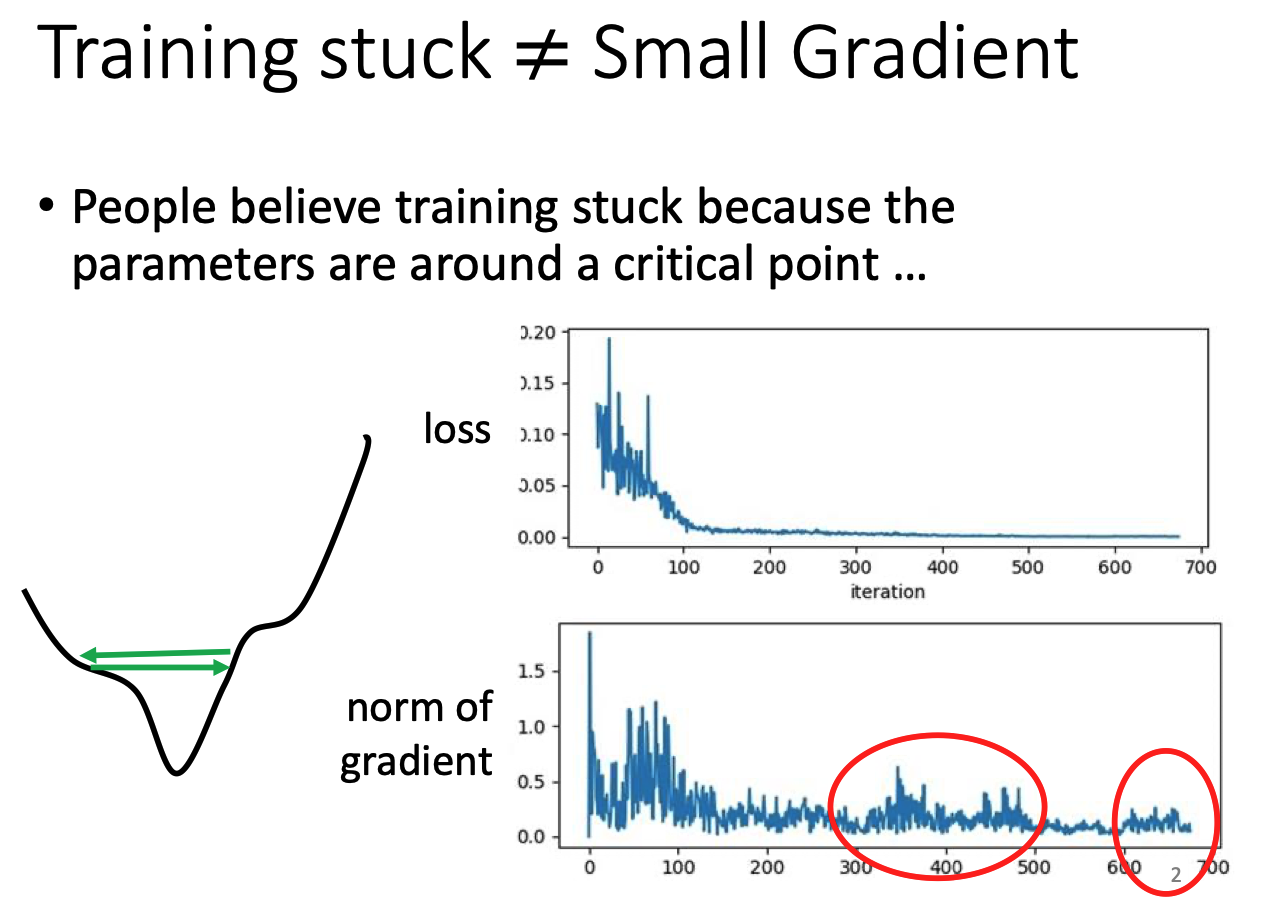 Training stuck ≠ Small Gradient
• People believe training stuck because the
parameters are around a critical point ...
loss
0.20
0.15
0.10
0.05
0.00
0 100 200 300 400 500 600 700
iteration
norm of
gradient
1.5
1.0
0.5
0.0
0 100 200 300 400 500 600 700
2